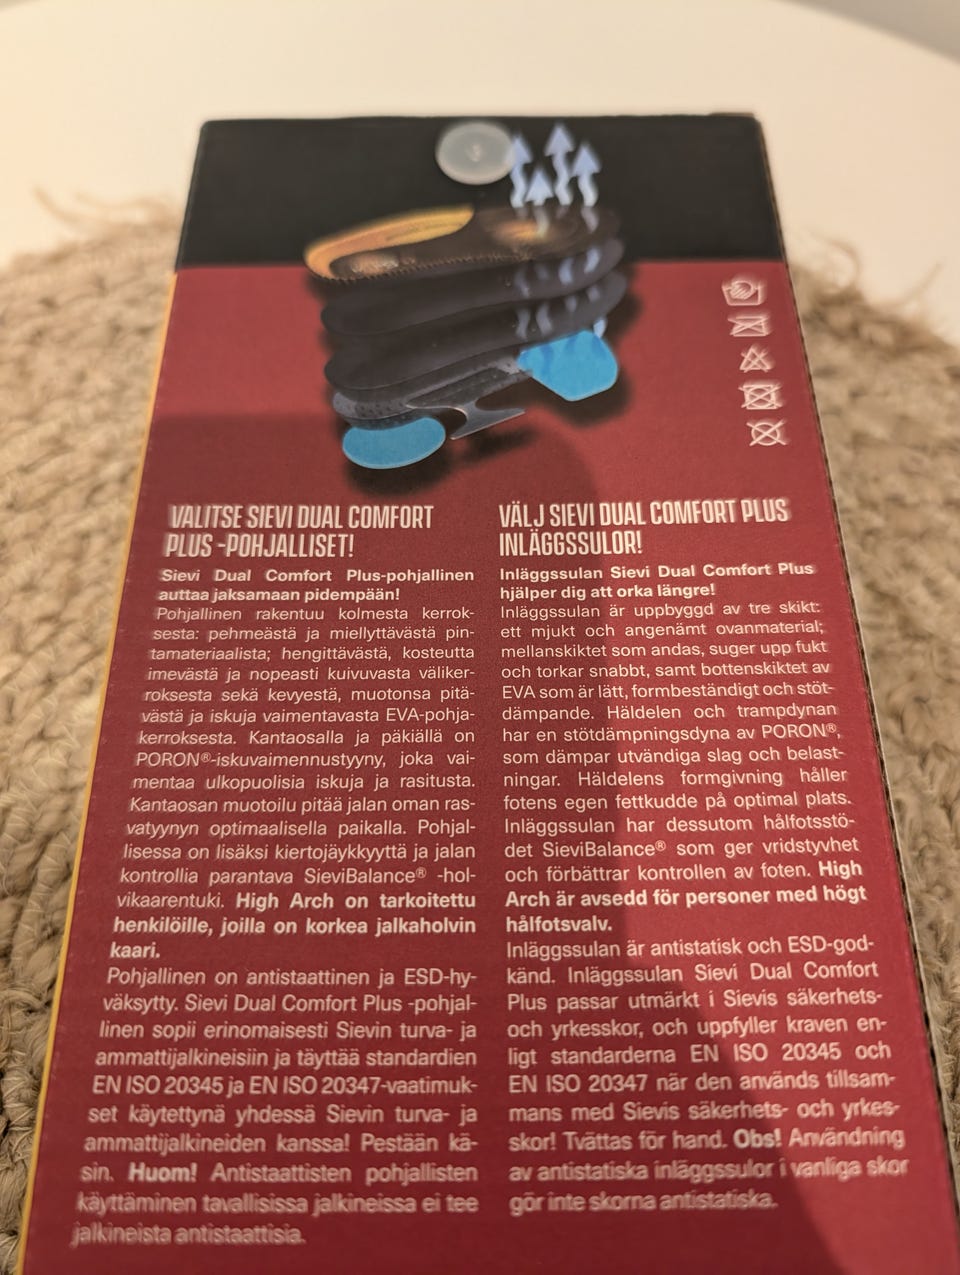 VALITSE SIEVI DUAL COMFORT
PLUS -POHJALLISET!
Sievi Dual Comfort Plus-pohjallinen
auttaa jaksamaan pidempään!
Pohjallinen rakentuu kolmesta kerrok-
sesta: pehmeästä ja miellyttävästä pin-
tamateriaalista; hengittävästä, kosteutta
imevästä ja nopeasti kuivuvasta väliker-
roksesta sekä kevyestä, muotonsa pitä-
västä ja iskuja vaimentavasta EVA-pohja-
kerroksesta. Kantaosalla ja päkiällä on
PORON®-iskuvaimennustyyny, joka vai-
mentaa ulkopuolisia iskuja ja rasitusta.
Kantaosan muotoilu pitää jalan oman ras-
vatyynyn optimaalisella paikalla. Pohjal-
lisessa on lisäksi kiertojäykkyyttä ja jalan
kontrollia parantava SieviBalance® -hol-
vikaarentuki. High Arch on tarkoitettu
henkilöille, joilla on korkea jalkaholvin
kaari.
Pohjallinen on antistaattinen ja ESD-hy-
väksytty. Sievi Dual Comfort Plus -pohjal-
linen sopii erinomaisesti Sievin turva- ja
ammattijalkineisiin ja täyttää standardien
EN ISO 20345 ja EN ISO 20347-vaatimuk-
set käytettynä yhdessä Sievin turva- ja
ammattijalkineiden kanssa! Pestään kä-
sin. Huom! Antistaattisten pohjallisten
käyttäminen tavallisissa jalkineissa ei tee
jalkineista antistaattisia.
VÄLJ SIEVI DUAL COMFORT PLUS
INLÄGGSSULOR!
Inläggssulan Sievi Dual Comfort Plus
hjälper dig att orka längre!
Inläggssulan är uppbyggd av tre skikt:
ett mjukt och angenämt ovanmaterial;
mellanskiktet som andas, suger upp fukt
och torkar snabbt, samt bottenskiktet av
EVA som är lätt, formbeständigt och stöt-
dämpande. Häldelen och trampdynan
har en stötdämpningsdyna av PORON®,
som dämpar utvändiga slag och belast-
ningar. Häldelens formgivning håller
fotens egen fettkudde på optimal plats.
Inläggssulan har dessutom hålfotsstö-
det SieviBalance® som ger vridstyvhet
och förbättrar kontrollen av foten. High
Arch är avsedd för personer med högt
hålfotsvalv.
Inläggssulan är antistatisk och ESD-god-
känd. Inläggssulan Sievi Dual Comfort
Plus passar utmärkt i Sievis säkerhets-
och yrkesskor, och uppfyller kraven en-
ligt standarderna EN ISO 20345 och
EN ISO 20347 när den används tillsam-
mans med Sievis säkerhets- och yrkes-
skor! Tvättas för hand. Obs! Användning
av antistatiska inläggssulor i vanliga skor
gör inte skorna antistatiska.